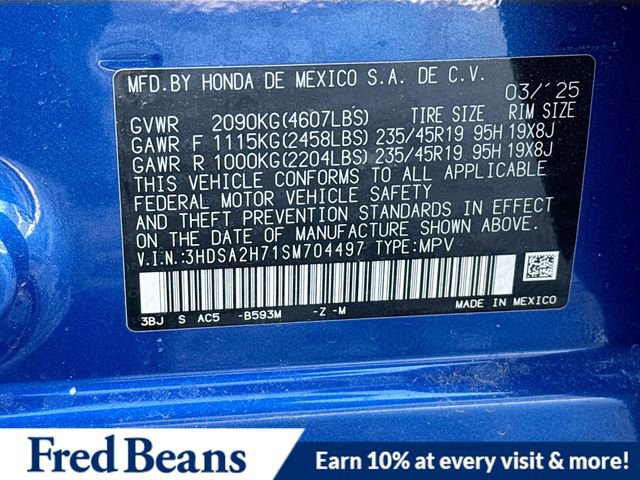 MFD.BY HONDA DE MEXICO S.A. DE C.V.
03/'25
GVWR 2090KG(4607LBS) TIRE SIZE RIM SIZE
GAWR F 1115KG(2458LBS) 235/45R19 95H 19X8J
GAWR R 1000KG(2204LBS) 235/45R19 95H 19X8J
THIS VEHICLE CONFORMS TO ALL APPLICABLE
FEDERAL MOTOR VEHICLE SAFETY
AND THEFT PREVENTION STANDARDS IN EFFECT
ON THE DATE OF MANUFACTURE SHOWN ABOVE.
V.I.N.:3HDSA2H71SM704497 TYPE:MPV
3BJ S AC5 -B593M -Z -M
MADE IN MEXICO
Fred Beans
Earn 10% at every visit & more!